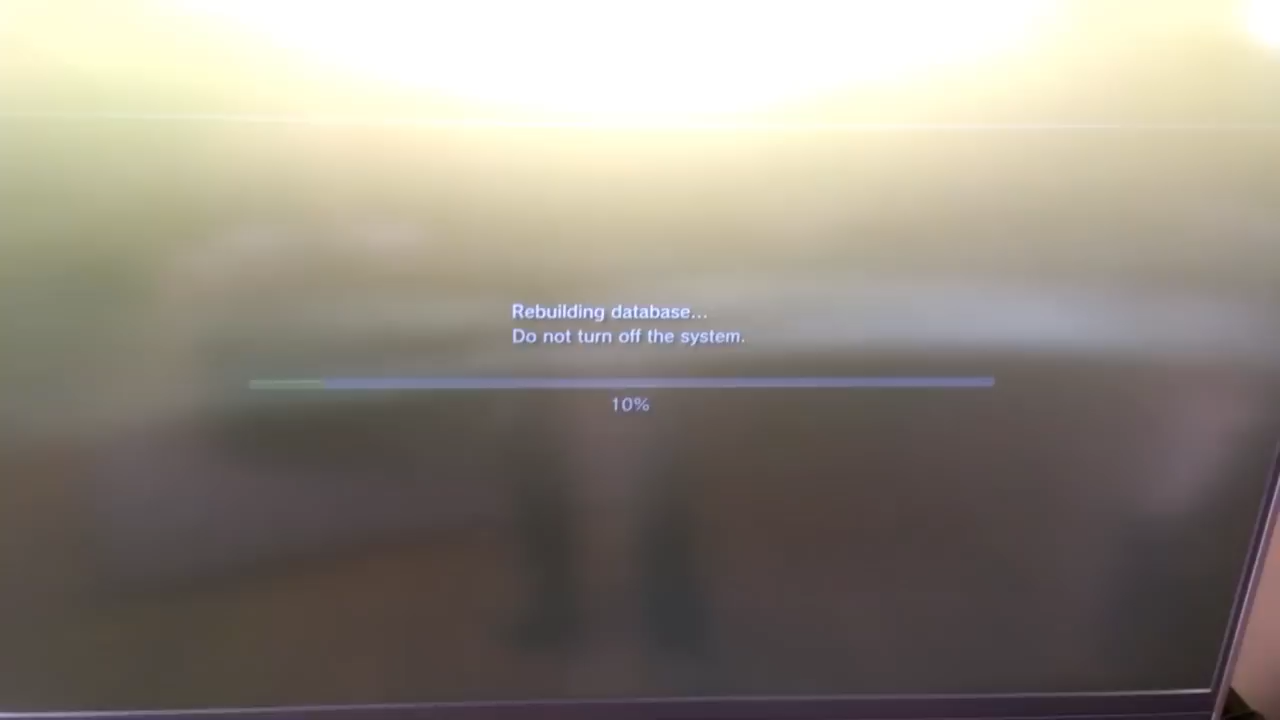 Rebuilding database...
Do not turn off the system.
10%